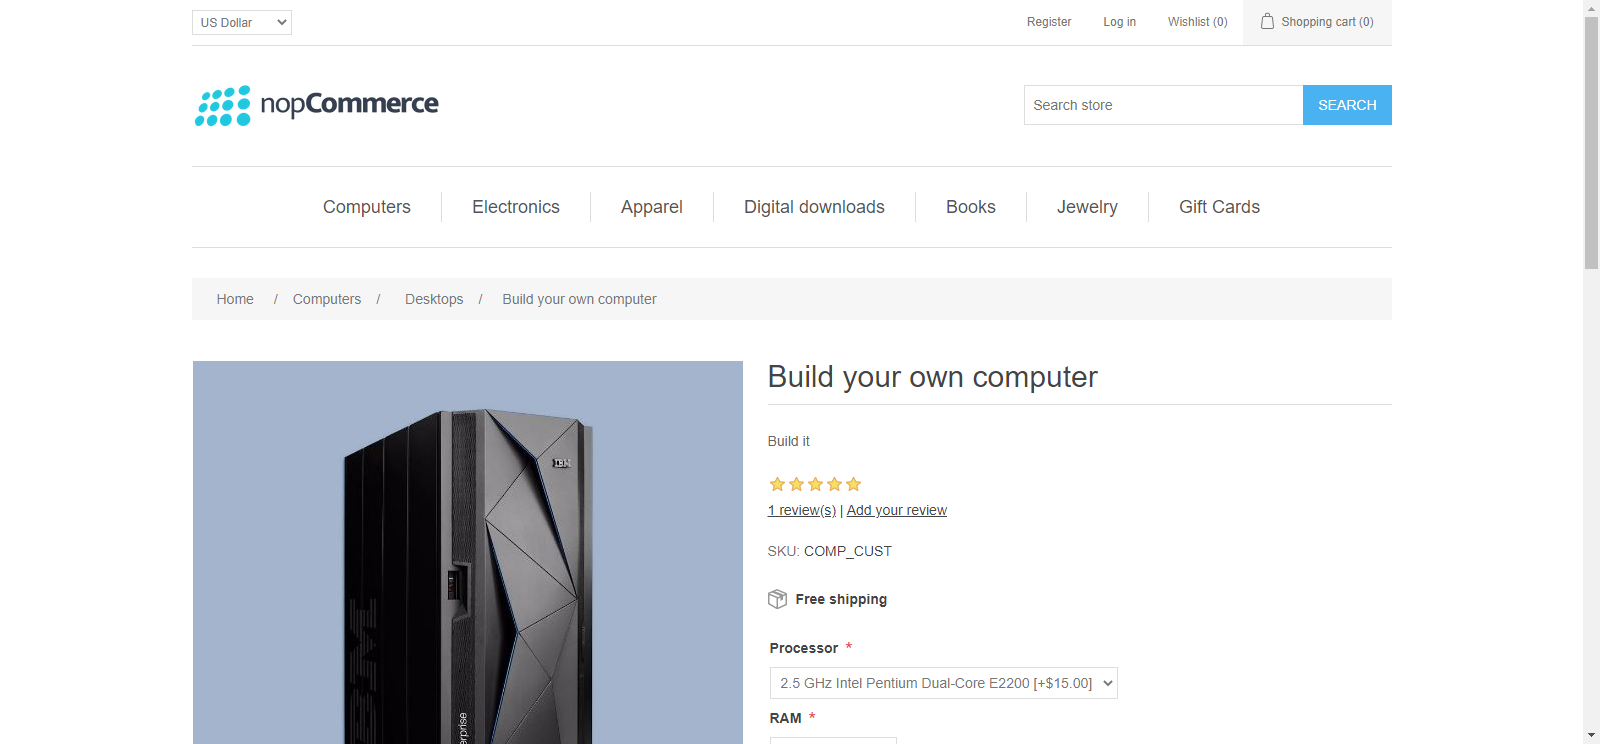 US Dollar
Register
Log in
Wishlist (0)
Shopping cart (0)
nopCommerce
Search store
SEARCH
Computers
Electronics
Apparel
Digital downloads
Books
Jewelry
Gift Cards
Home / Computers / Desktops / Build your own computer
Build your own computer
Build it
1 review(s) | Add your review
SKU: COMP_CUST
Free shipping
Processor *
2.5 GHz Intel Pentium Dual-Core E2200 [+$15.00]
RAM *
IBM
IBM